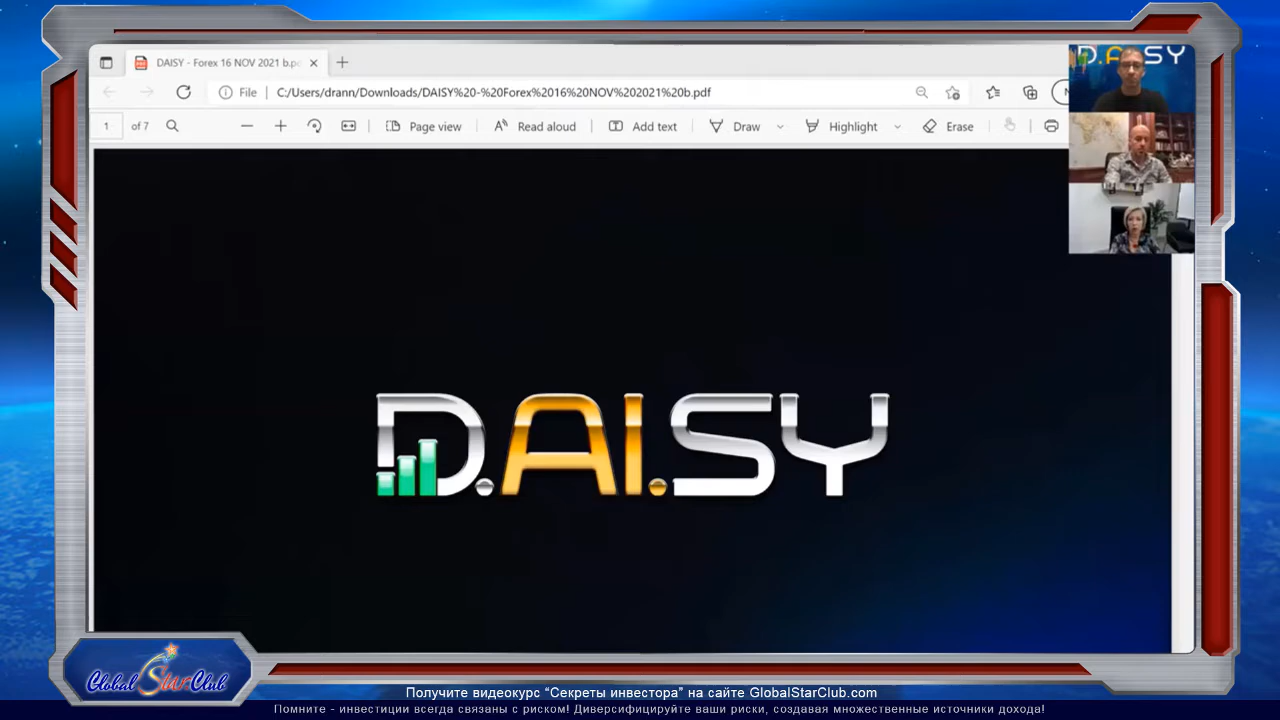 DAISY - Forex 16 NOV 2021 b.p
File
C:/Users/drann/Downloads/DAISY%20-%20Forex%2016%20NOV%202021%20b.pdf
1 of 7
Page view
Read aloud
Add text
Draw
Highlight
Erase
D.AISY
D.AI.SY
Global Star Club
Получите видеокурс “Секреты инвестора” на сайте GlobalStarClub.com
Помните - инвестиции всегда связаны с риском! Диверсифицируйте ваши риски, создавая множественные источники дохода!